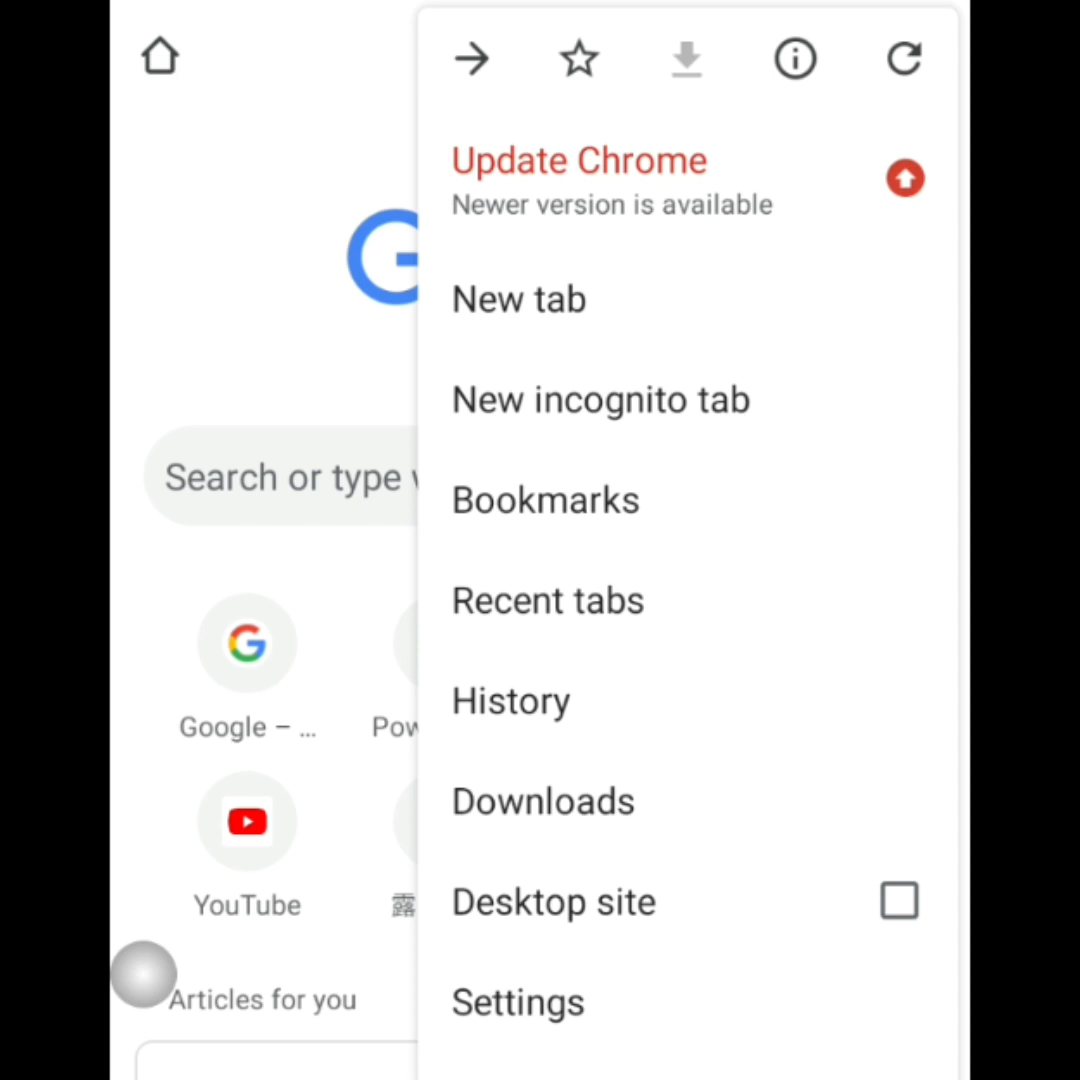 Update Chrome
Newer version is available
New tab
New incognito tab
Bookmarks
Recent tabs
History
Downloads
Desktop site
Settings
Search or type
Google – ...
Pow
YouTube
露
Articles for you